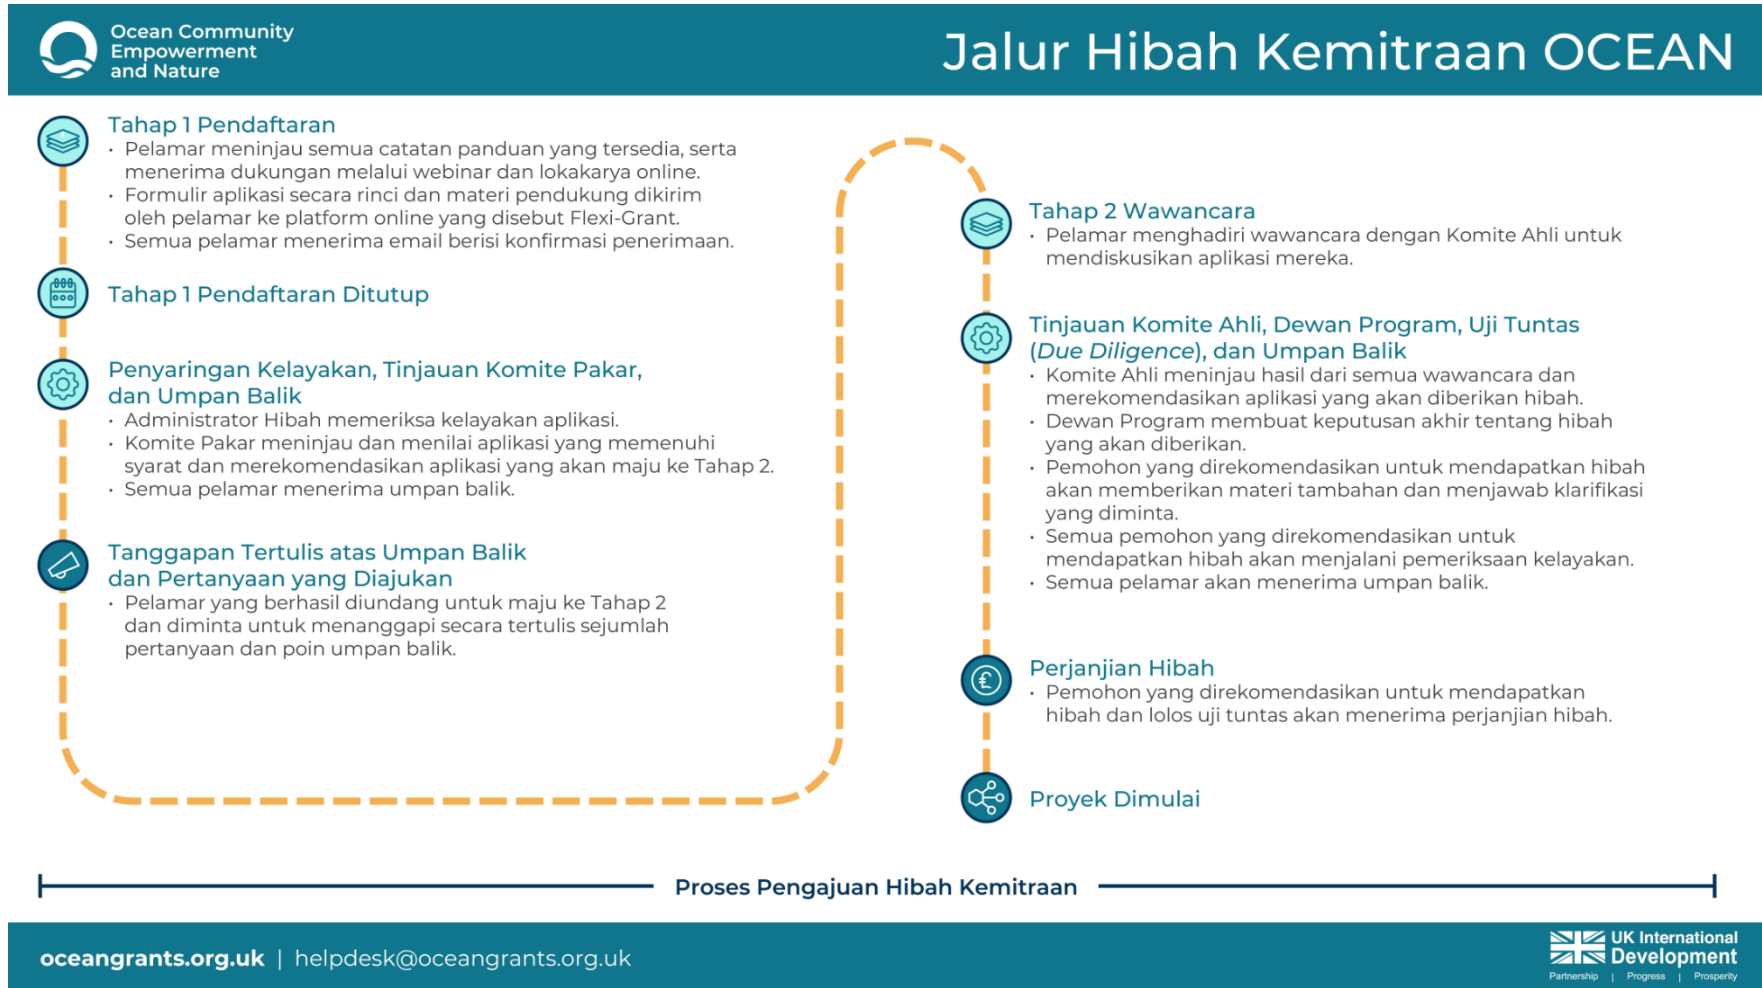 Ocean Community
Empowerment
and Nature
Jalur Hibah Kemitraan OCEAN
Tahap 1 Pendaftaran
• Pelamar meninjau semua catatan panduan yang tersedia, serta
menerima dukungan melalui webinar dan lokakarya online.
• Formulir aplikasi secara rinci dan materi pendukung dikirim
oleh pelamar ke platform online yang disebut Flexi-Grant.
• Semua pelamar menerima email berisi konfirmasi penerimaan.
Tahap 1 Pendaftaran Ditutup
Penyaringan Kelayakan, Tinjauan Komite Pakar,
dan Umpan Balik
• Administrator Hibah memeriksa kelayakan aplikasi.
• Komite Pakar meninjau dan menilai aplikasi yang memenuhi
syarat dan merekomendasikan aplikasi yang akan maju ke Tahap 2.
• Semua pelamar menerima umpan balik.
Tanggapan Tertulis atas Umpan Balik
dan Pertanyaan yang Diajukan
• Pelamar yang berhasil diundang untuk maju ke Tahap 2
dan diminta untuk menanggapi secara tertulis sejumlah
pertanyaan dan poin umpan balik.
Tahap 2 Wawancara
• Pelamar menghadiri wawancara dengan Komite Ahli untuk
mendiskusikan aplikasi mereka.
Tinjauan Komite Ahli, Dewan Program, Uji Tuntas
(Due Diligence), dan Umpan Balik
• Komite Ahli meninjau hasil dari semua wawancara dan
merekomendasikan aplikasi yang akan diberikan hibah.
• Dewan Program membuat keputusan akhir tentang hibah
yang akan diberikan.
• Pemohon yang direkomendasikan untuk mendapatkan hibah
akan memberikan materi tambahan dan menjawab klarifikasi
yang diminta.
• Semua pemohon yang direkomendasikan untuk
mendapatkan hibah akan menjalani pemeriksaan kelayakan.
• Semua pelamar akan menerima umpan balik.
£
Perjanjian Hibah
• Pemohon yang direkomendasikan untuk mendapatkan
hibah dan lolos uji tuntas akan menerima perjanjian hibah.
Proyek Dimulai
Proses Pengajuan Hibah Kemitraan
oceangrants.org.uk | helpdesk@oceangrants.org.uk
UK International
Development
Partnership | Progress | Prosperity